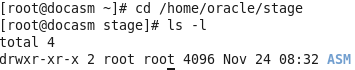 [root@docasm ~]# cd /home/oracle/stage
[root@docasm stage]# ls -l
total 4
drwxr-xr-x 2 root root 4096 Nov 24 08:32 ASM